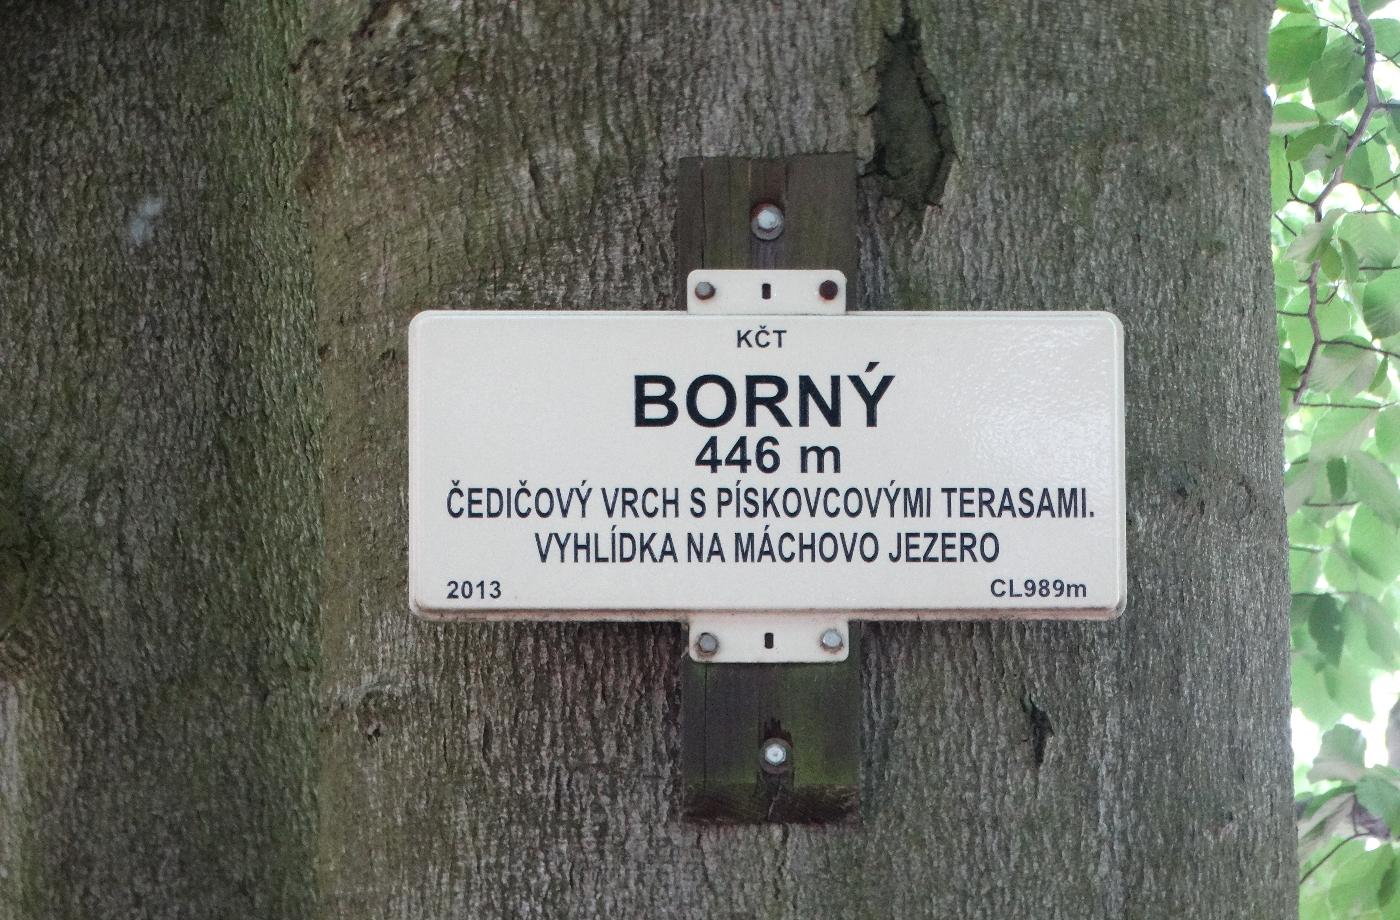 KČT
BORNÝ
446 m
ČEDIČOVÝ VRCH S PÍSKOVCOVÝMI TERASAMI.
VYHLÍDKA NA MÁCHOVO JEZERO
2013 CL989m